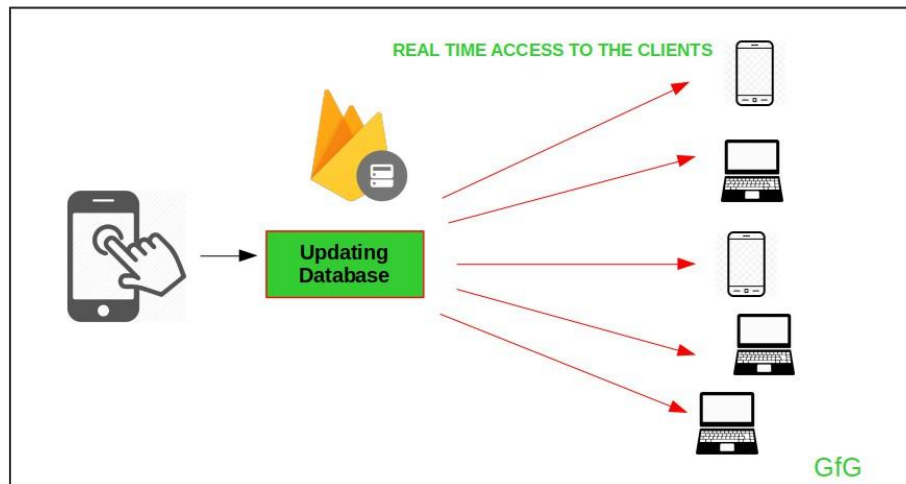 REAL TIME ACCESS TO THE CLIENTS
Updating
Database
GfG